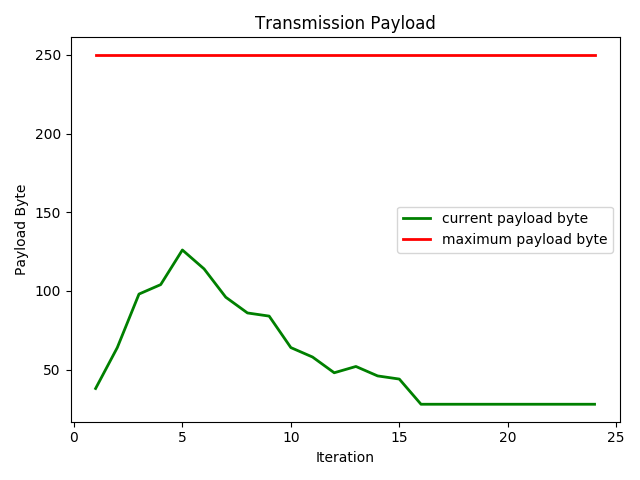 Transmission Payload
250
200
150
100
50
Payload Byte
current payload byte
maximum payload byte
0
5
10
15
20
25
Iteration